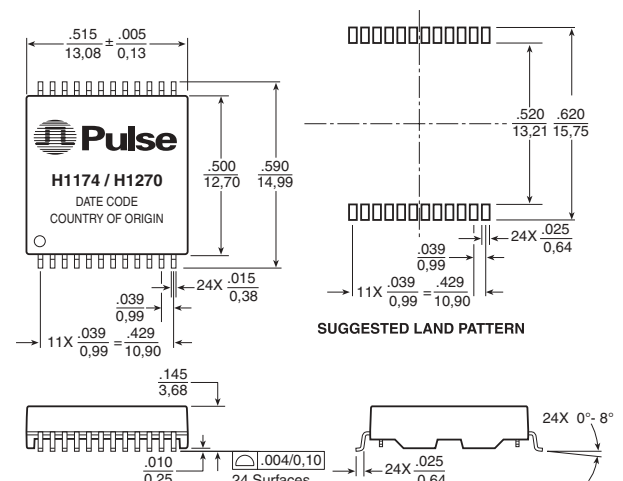 .515 ± .005
13,08 0,13
Pulse
H1174 / H1270
DATE CODE
COUNTRY OF ORIGIN
.500
12,70
.590
14,99
24X .015
0,38
.039
0,99
11X .039 = .429
0,99 10,90
.520 .620
13,21 15,75
24X .025
0,64
.039
0,99
11X .039 = .429
0,99 10,90
SUGGESTED LAND PATTERN
.145
3,68
.010
0,25
.004/0,10
24 Surfaces
24X .025
0,64
24X 0°- 8°